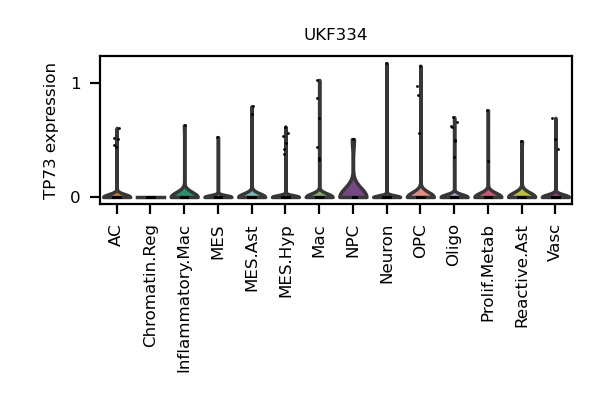 UKF334
TP73 expression
1
0
AC
Chromatin.Reg
Inflammatory.Mac
MES
MES.Ast
MES.Hyp
Mac
NPC
Neuron
OPC
Oligo
Prolif.Metab
Reactive.Ast
Vasc